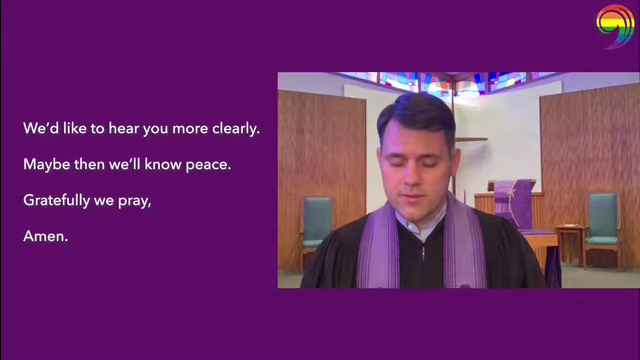 We’d like to hear you more clearly.
Maybe then we’ll know peace.
Gratefully we pray,
Amen.